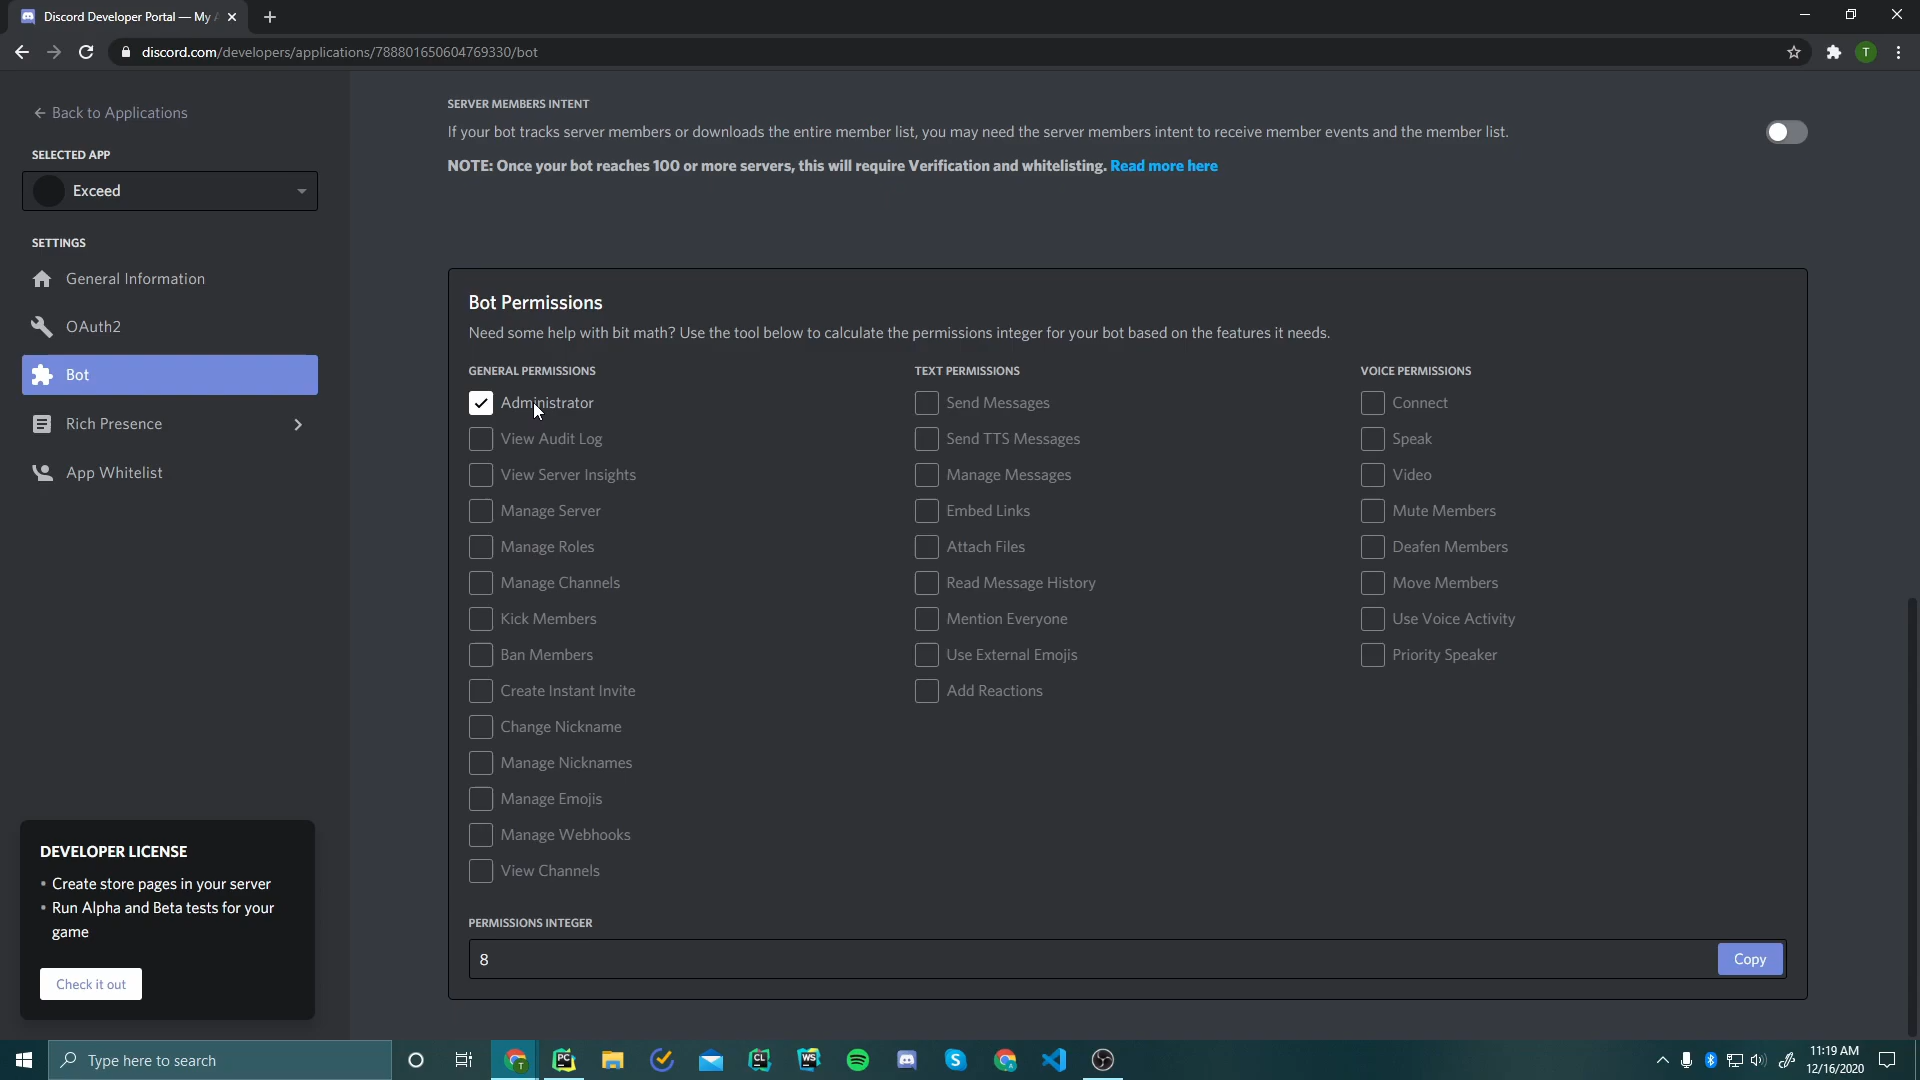 Discord Developer Portal — My A
discord.com/developers/applications/788801650604769330/bot
T
Back to Applications
SELECTED APP
Exceed
SETTINGS
General Information
OAuth2
Bot
Rich Presence
App Whitelist
DEVELOPER LICENSE
• Create store pages in your server
• Run Alpha and Beta tests for your
game
Check it out
SERVER MEMBERS INTENT
If your bot tracks server members or downloads the entire member list, you may need the server members intent to receive member events and the member list.
NOTE: Once your bot reaches 100 or more servers, this will require Verification and whitelisting. Read more here
Bot Permissions
Need some help with bit math? Use the tool below to calculate the permissions integer for your bot based on the features it needs.
GENERAL PERMISSIONS
Administrator
View Audit Log
View Server Insights
Manage Server
Manage Roles
Manage Channels
Kick Members
Ban Members
Create Instant Invite
Change Nickname
Manage Nicknames
Manage Emojis
Manage Webhooks
View Channels
TEXT PERMISSIONS
Send Messages
Send TTS Messages
Manage Messages
Embed Links
Attach Files
Read Message History
Mention Everyone
Use External Emojis
Add Reactions
VOICE PERMISSIONS
Connect
Speak
Video
Mute Members
Deafen Members
Move Members
Use Voice Activity
Priority Speaker
PERMISSIONS INTEGER
8
Copy
Type here to search
T
PC
CL
WS
S
A
11:19 AM
12/16/2020